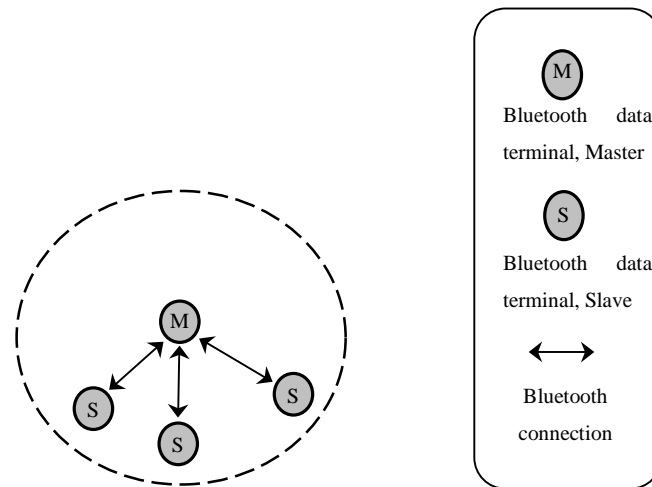 M
S
S
S
M
Bluetooth data
terminal, Master
S
Bluetooth data
terminal, Slave
Bluetooth
connection